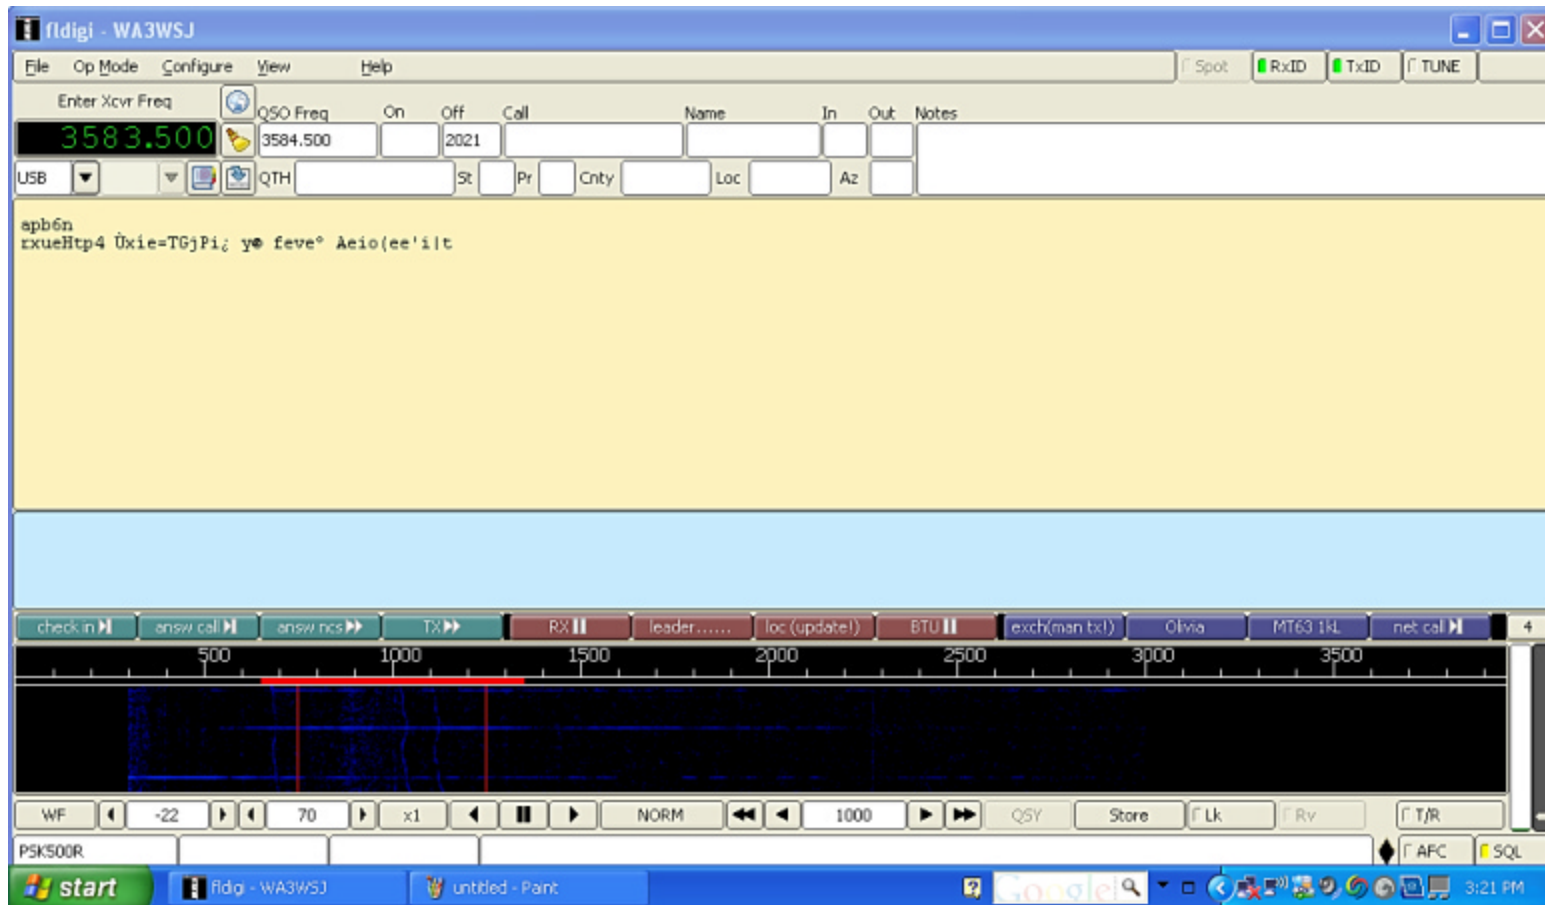 fldigi - WA3WSJ
File Op Mode Configure View Help Spot RxID TxID TUNE
Enter Xcvr Freq QSO Freq On Off Call Name In Out Notes
3583.500 3584.500 2021
USB QTH St Pr Cnty Loc Az
apb6n
rxueHtp4 Ùxíe=TGjPi¿ y® feveº Aeio(ee'i|t
check in answ call answ ncs TX RX leader...... loc (update!) BTU exch(man tx!) Olivia MT63 1kL net call 4
500 1000 1500 2000 2500 3000 3500
WF -22 70 x1 NORM 1000 QSY Store Lk Rv T/R
PSK500R AFC SQL
start fldigi - WA3WSJ untitled - Paint Google 3:21 PM